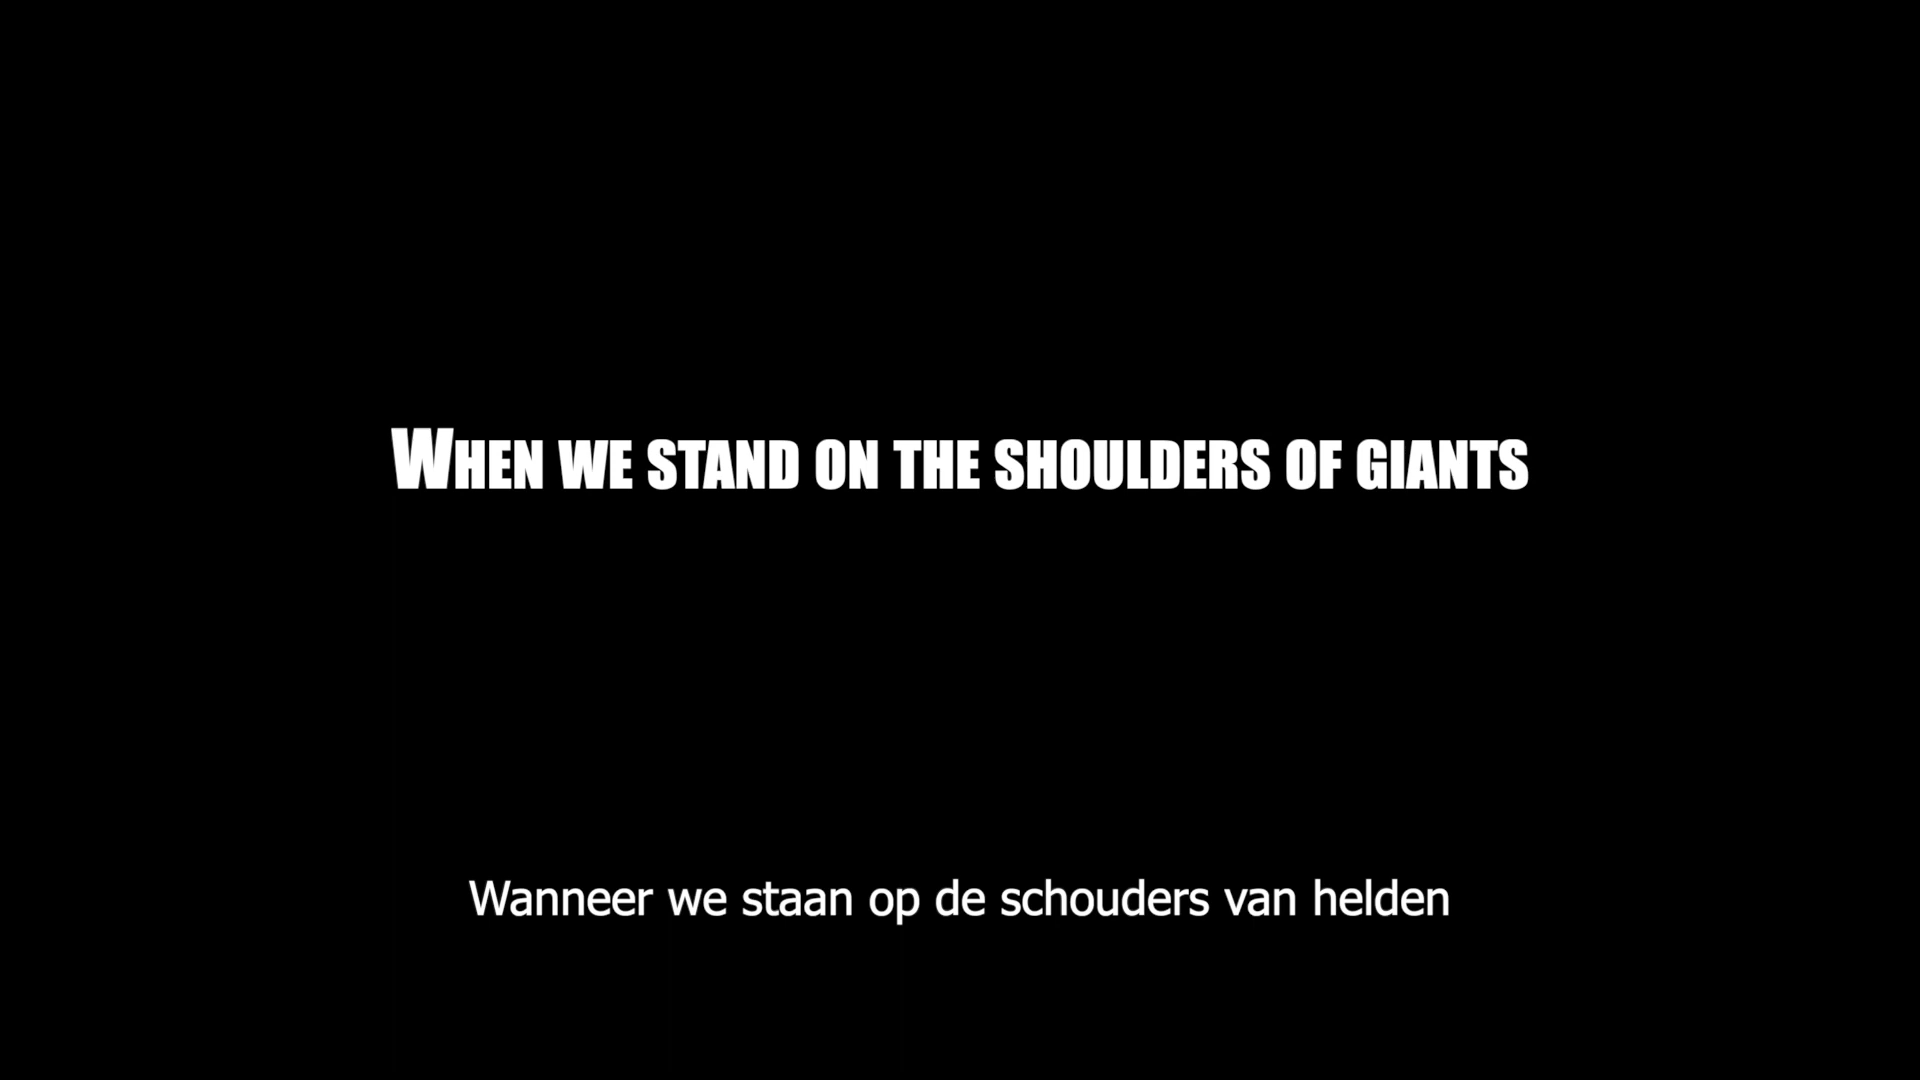 WHEN WE STAND ON THE SHOULDERS OF GIANTS
Wanneer we staan op de schouders van helden